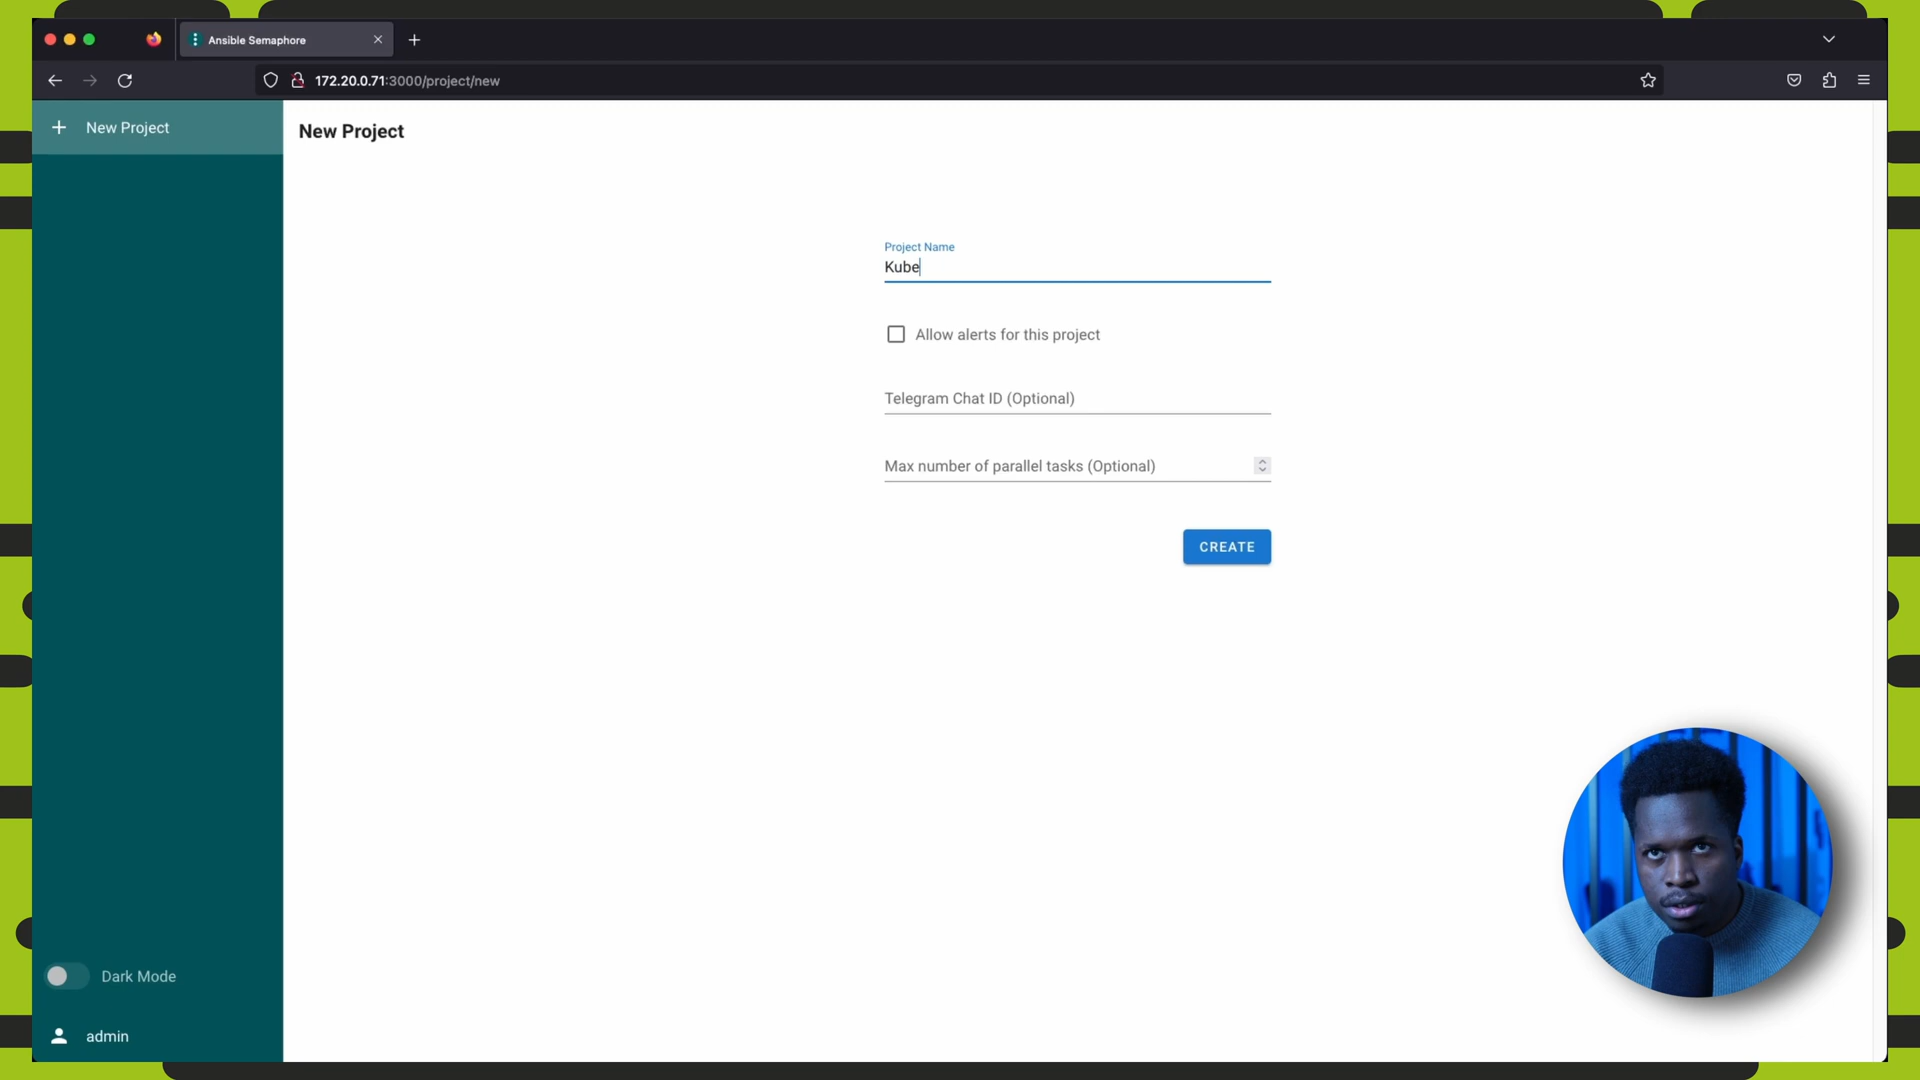 Ansible Semaphore
172.20.0.71:3000/project/new
New Project
New Project
Project Name
Kube
Allow alerts for this project
Telegram Chat ID (Optional)
Max number of parallel tasks (Optional)
CREATE
Dark Mode
admin